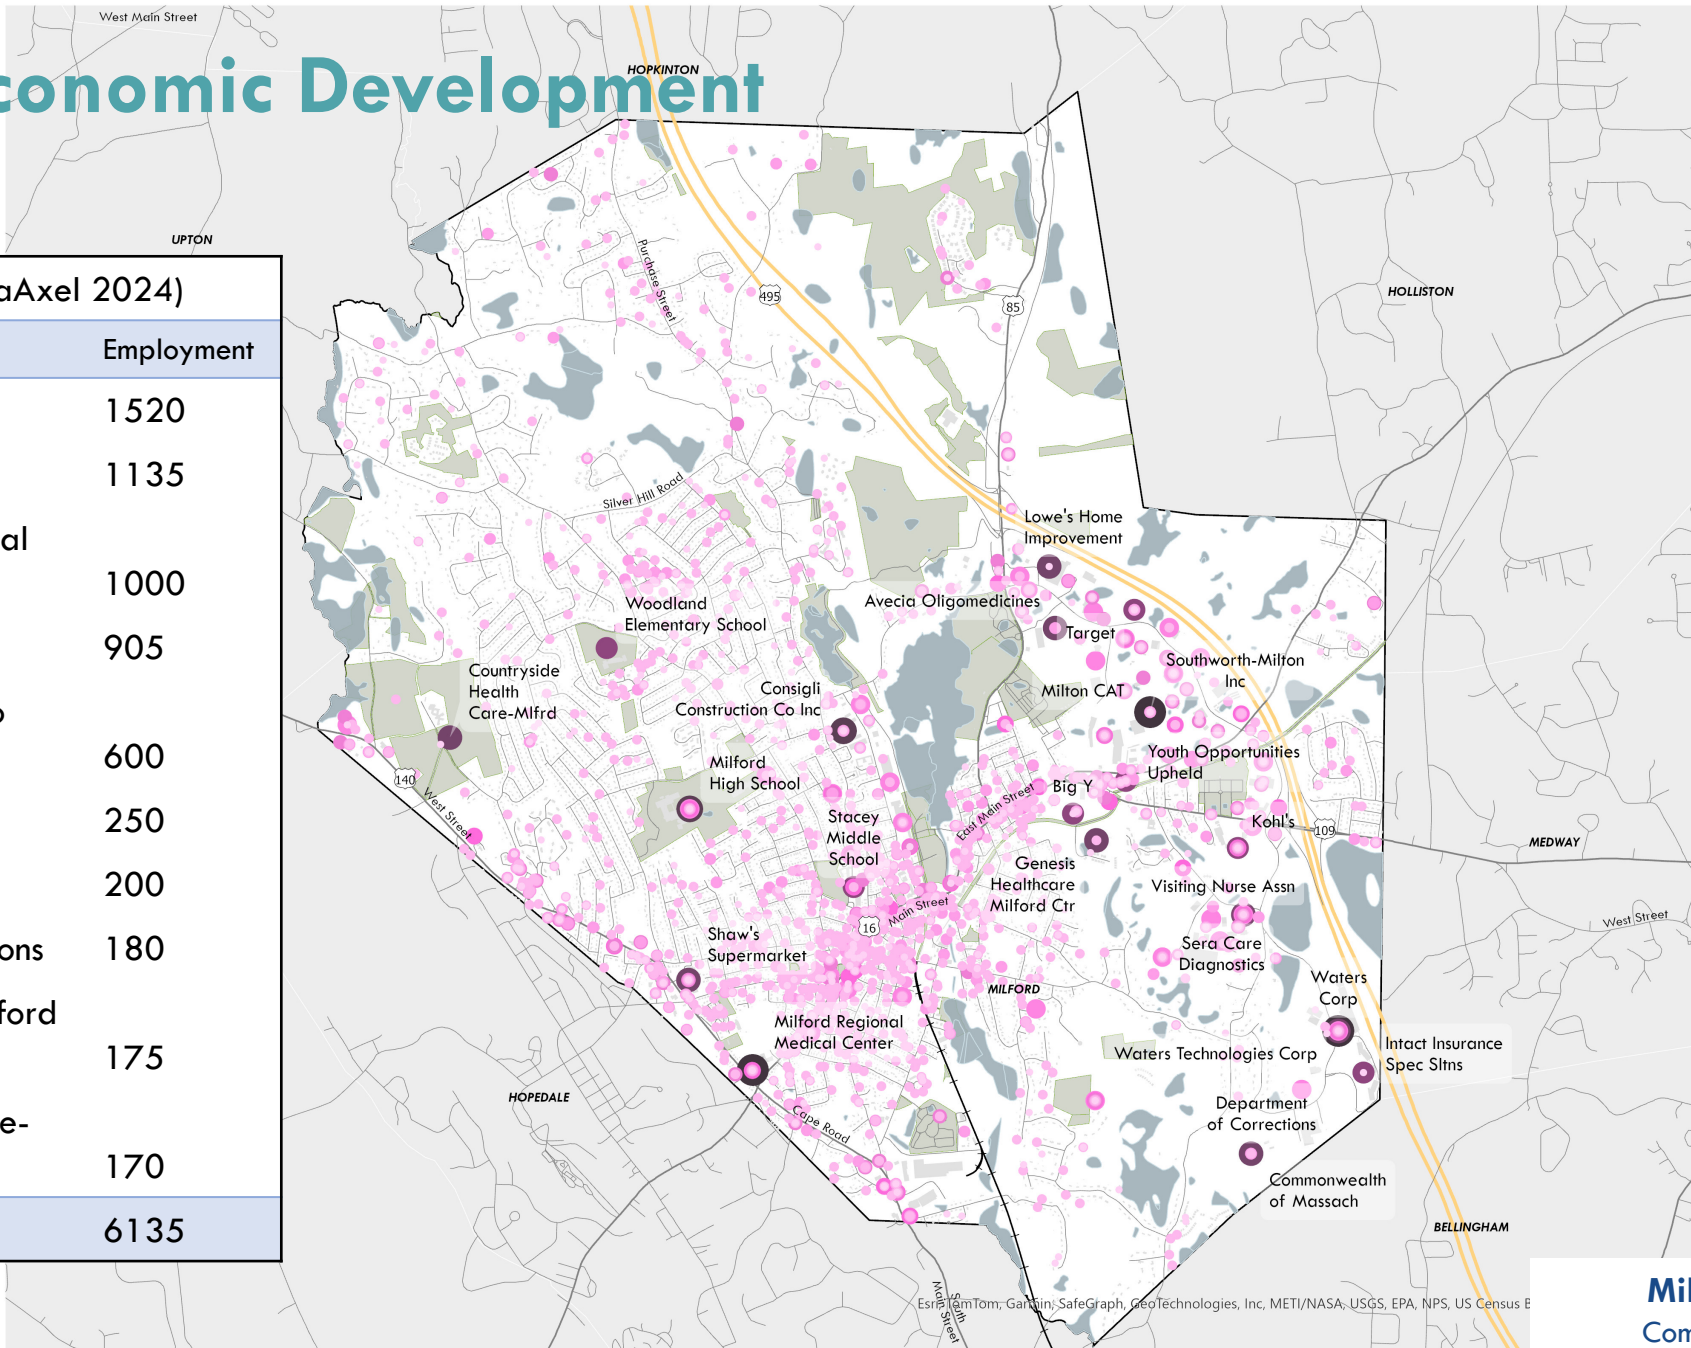 West Main Street
conomic Development
HOPKINTON
UPTON
HOLLISTON
aAxel 2024)
Employment
1520
1135
al
1000
905
600
250
200
ons 180
ford
175
e-
170
6135
Purchase Street
495
85
Silver Hill Road
Lowe's Home
Improvement
Avecia Oligomedicines
Woodland
Elementary School
Target
Countryside
Health
Care-Mlfrd
Southworth-Milton
Inc
Consigli
Construction Co Inc
Milton CAT
Milford
High School
Youth Opportunities
Upheld
140
West Street
Big Y
East Main Street
Stacey
Middle
School
Kohl's
109
MEDWAY
Genesis
Healthcare
Milford Ctr
Visiting Nurse Assn
Main Street
16
West Street
Shaw's
Supermarket
Sera Care
Diagnostics
MILFORD
Waters
Corp
Milford Regional
Medical Center
Waters Technologies Corp
Intact Insurance
Spec Sltns
HOPEDALE
Cape Road
Department
of Corrections
Commonwealth
of Massach
BELLINGHAM
South
Main Street
Esri, TomTom, Garmin, SafeGraph, GeoTechnologies, Inc, METI/NASA, USGS, EPA, NPS, US Census B
Mil
Com